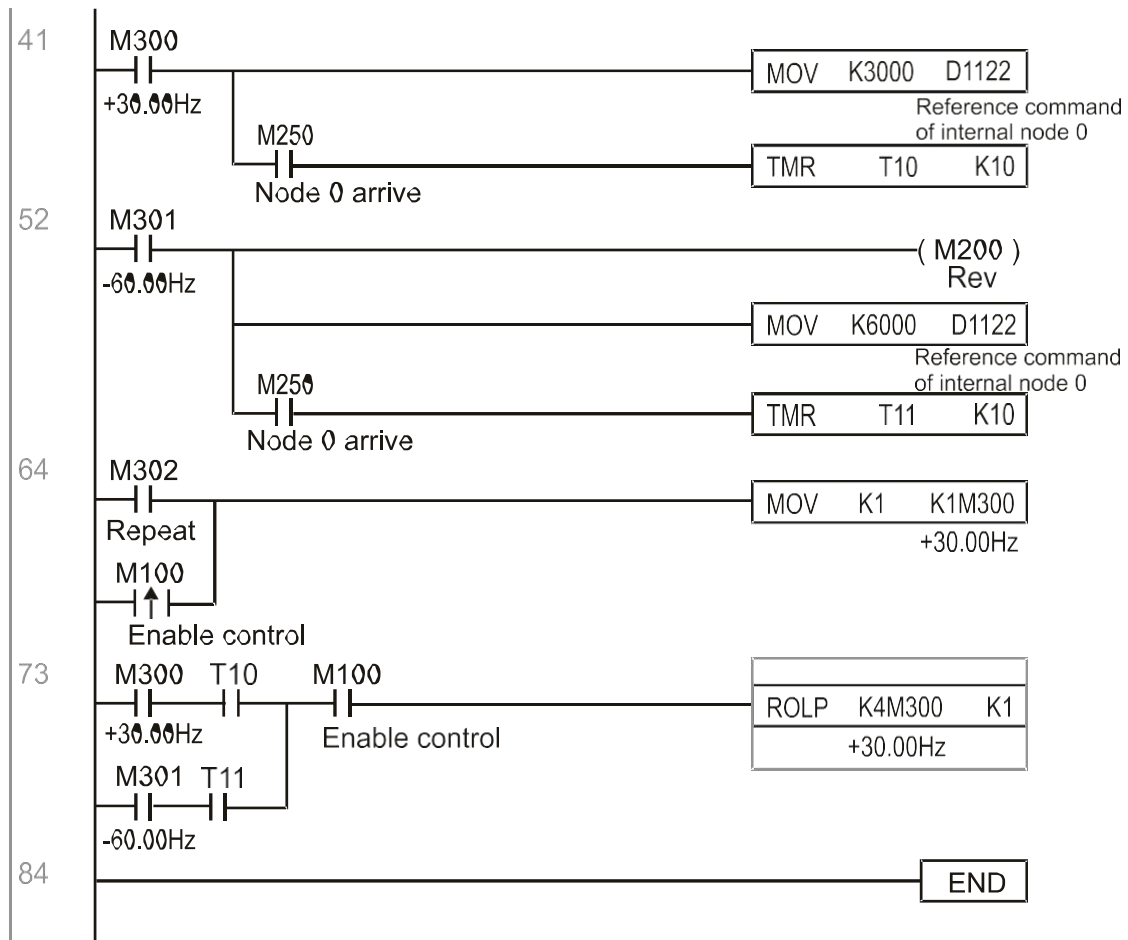 41
M300
MOV K3000 D1122
+30.00Hz
Reference command
of internal node 0
M250
TMR T10 K10
Node 0 arrive
52
M301
( M200 )
Rev
-60.00Hz
MOV K6000 D1122
Reference command
of internal node 0
M250
TMR T11 K10
Node 0 arrive
64
M302
MOV K1 K1M300
Repeat
+30.00Hz
M100
Enable control
73
M300 T10 M100
ROLP K4M300 K1
+30.00Hz
Enable control
+30.00Hz
M301 T11
-60.00Hz
84
END